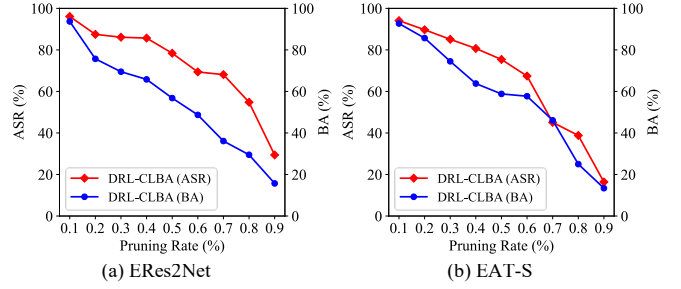 100
80
60
40
20
0
ASR (%)
100
80
60
40
20
0
BA (%)
DRL-CLBA (ASR)
DRL-CLBA (BA)
0.1 0.2 0.3 0.4 0.5 0.6 0.7 0.8 0.9
Pruning Rate (%)
(a) ERes2Net
100
80
60
40
20
0
ASR (%)
100
80
60
40
20
0
BA (%)
DRL-CLBA (ASR)
DRL-CLBA (BA)
0.1 0.2 0.3 0.4 0.5 0.6 0.7 0.8 0.9
Pruning Rate (%)
(b) EAT-S